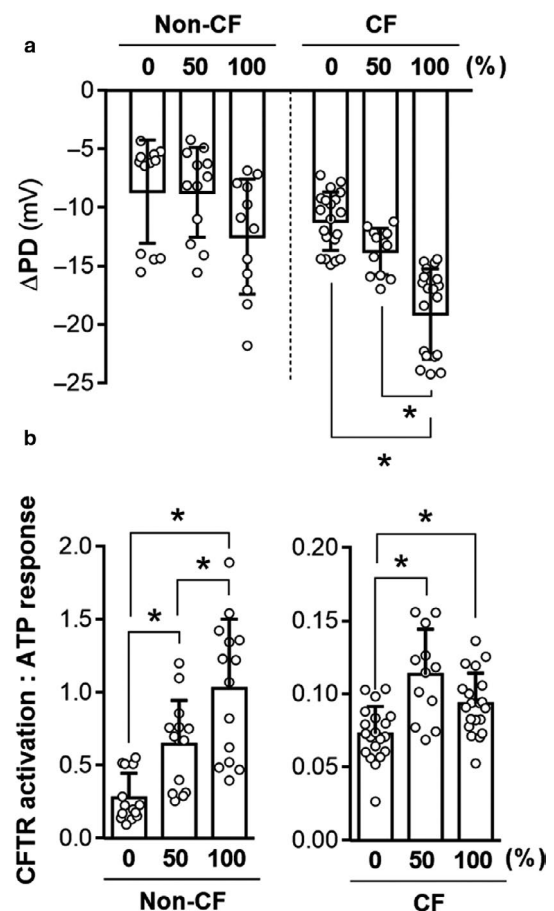 a
Non-CF CF
0 50 100 0 50 100 (%)
0
−5
−10
−15
−20
−25
ΔPD (mV)
*
*
b
CFTR activation : ATP response
2.0
1.5
1.0
0.5
0.0
* * *
0 50 100
Non-CF
0.20
0.15
0.10
0.05
0.00
* *
0 50 100 (%)
CF